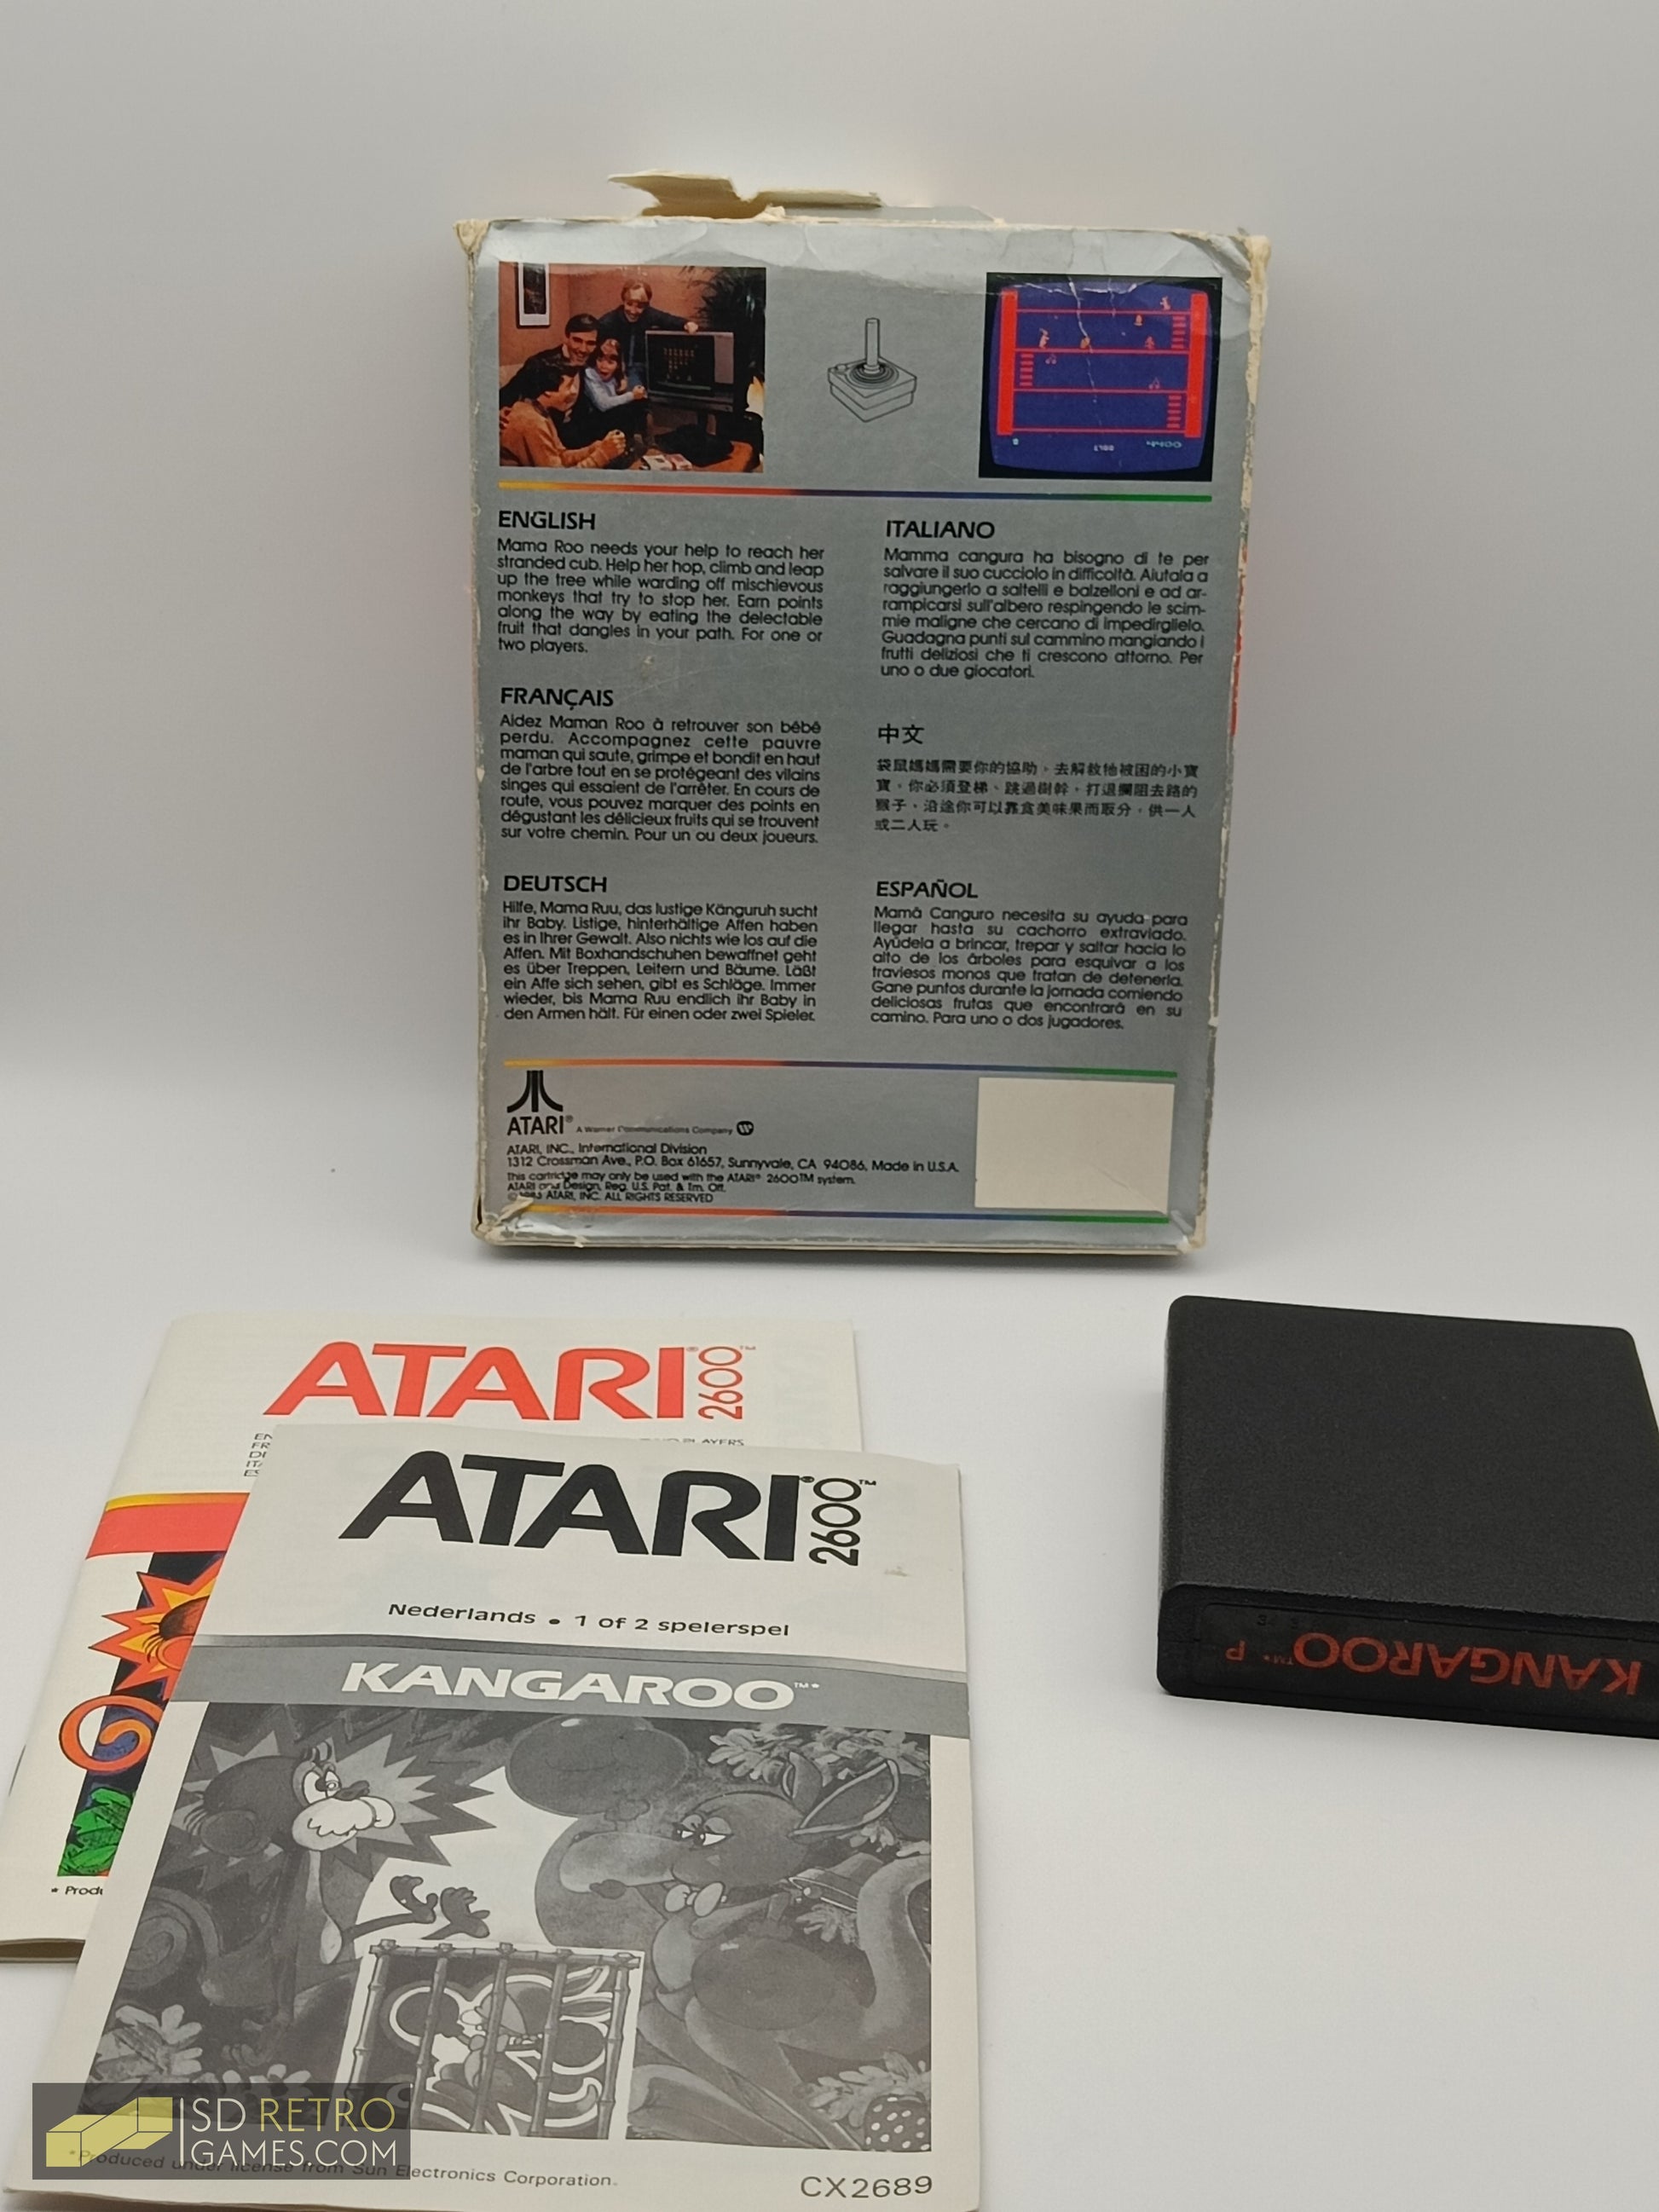 ENGLISH
Mama Roo needs your help to reach her
stranded cub. Help her hop, climb and leap
up the tree while warding off mischievous
monkeys that try to stop her. Earn points
along the way by eating the delectable
fruit that dangles in your path. For one or
two players.
FRANÇAIS
Aidez Maman Roo à retrouver son bébé
perdu. Accompagnez cette pauvre
maman qui saute, grimpe et bondit en haut
de l'arbre tout en se protégeant des vilains
singes qui essaient de l'arrêter. En cours de
route, vous pouvez marquer des points en
dégustant les délicieux fruits qui se trouvent
sur votre chemin. Pour un ou deux joueurs.
DEUTSCH
Hilfe, Mama Ruu, das lustige Känguruh sucht
ihr Baby. Listige, hinterhältige Affen haben
es in Ihrer Gewalt. Also nichts wie los auf die
Affen. Mit Boxhandschuhen bewaffnet geht
es über Treppen, Leitern und Bäume. Läßt
ein Affe sich sehen, gibt es Schläge. Immer
wieder, bis Mama Ruu endlich ihr Baby in
den Armen hält. Für einen oder zwei Spieler.
ITALIANO
Mamma cangura ha bisogno di te per
salvare il suo cucciolo in difficoltà. Aiutala a
raggiungerlo a saltelli e balzelloni e ad ar-
rampicarsi sull'albero respingendo le scim-
mie maligne che cercano di impedirglielo.
Guadagna punti sul cammino mangiando i
frutti deliziosi che ti crescono attorno. Per
uno o due giocatori.
中文
袋鼠媽媽需要你的協助，去解救牠被困的小寶
寶。你必須登梯、跳過樹幹，打退攔阻去路的
猴子、沿途你可以靠食美味果而取分，供一人
或二人玩。
ESPAÑOL
Mamá Canguro necesita su ayuda para
llegar hasta su cachorro extraviado.
Ayúdela a brincar, trepar y saltar hacia lo
alto de los árboles para esquivar a los
traviesos monos que tratan de detenerla.
Gane puntos durante la jornada comiendo
deliciosas frutas que encontrará en su
camino. Para uno o dos jugadores.
ATARI® A Warner Communications Company
ATARI, INC., International Division
1312 Crossman Ave., P.O. Box 61657, Sunnyvale, CA 94086, Made in U.S.A.
This cartridge may only be used with the ATARI® 2600™ system.
ATARI and Design, Reg. U.S. Pat. & Tm. Off.
© 1983 ATARI, INC. ALL RIGHTS RESERVED
ATARI® 2600™
PLAYERS
* Produ
ATARI® 2600™
Nederlands • 1 of 2 spelerspel
KANGAROO™*
*Produced under license from Sun Electronics Corporation.
CX2689
KANGAROO™* P
SD RETRO
GAMES.COM